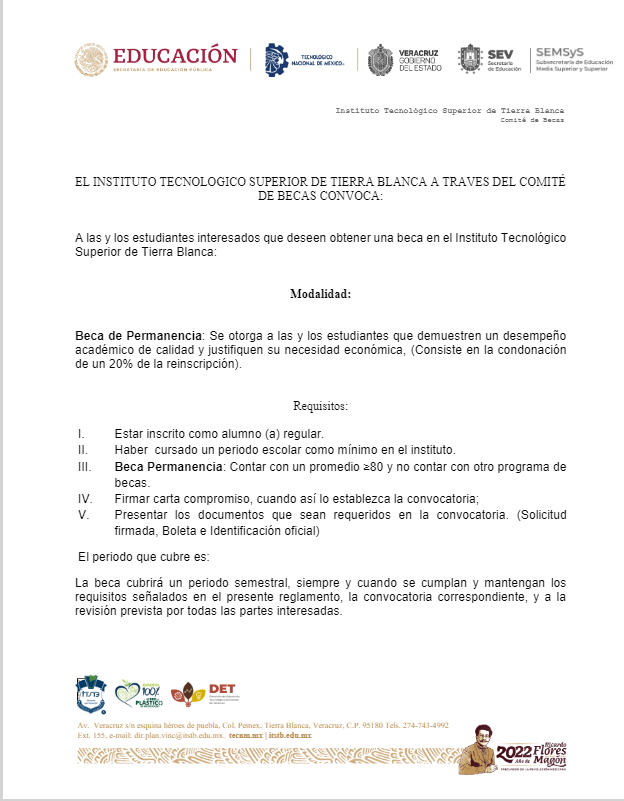 EDUCACIÓN
SECRETARÍA DE EDUCACIÓN PÚBLICA
TECNOLÓGICO
NACIONAL DE MÉXICO
VERACRUZ
GOBIERNO
DEL ESTADO
SEV
Secretaría
de Educación
SEMSyS
Subsecretaría de Educación
Media Superior y Superior
Instituto Tecnológico Superior de Tierra Blanca
Comité de Becas
EL INSTITUTO TECNOLOGICO SUPERIOR DE TIERRA BLANCA A TRAVES DEL COMITÉ
DE BECAS CONVOCA:
A las y los estudiantes interesados que deseen obtener una beca en el Instituto Tecnológico
Superior de Tierra Blanca:
Modalidad:
Beca de Permanencia: Se otorga a las y los estudiantes que demuestren un desempeño
académico de calidad y justifiquen su necesidad económica, (Consiste en la condonación
de un 20% de la reinscripción).
Requisitos:
I. Estar inscrito como alumno (a) regular.
II. Haber cursado un periodo escolar como mínimo en el instituto.
III. Beca Permanencia: Contar con un promedio ≥80 y no contar con otro programa de
becas.
IV. Firmar carta compromiso, cuando así lo establezca la convocatoria;
V. Presentar los documentos que sean requeridos en la convocatoria. (Solicitud
firmada, Boleta e Identificación oficial)
El periodo que cubre es:
La beca cubrirá un periodo semestral, siempre y cuando se cumplan y mantengan los
requisitos señalados en el presente reglamento, la convocatoria correspondiente, y a la
revisión prevista por todas las partes interesadas.
100%
PLÁSTICO
DET
Av. Veracruz s/n esquina héroes de puebla, Col. Pemex, Tierra Blanca, Veracruz, C.P. 95180 Tels. 274-743-4992
Ext. 155, e-mail: dir.plan.vinc@itstb.edu.mx. tecnm.mx | itstb.edu.mx
2022 Ricardo
Año de Flores
Magón
PRECURSOR DE LA REVOLUCIÓN MEXICANA